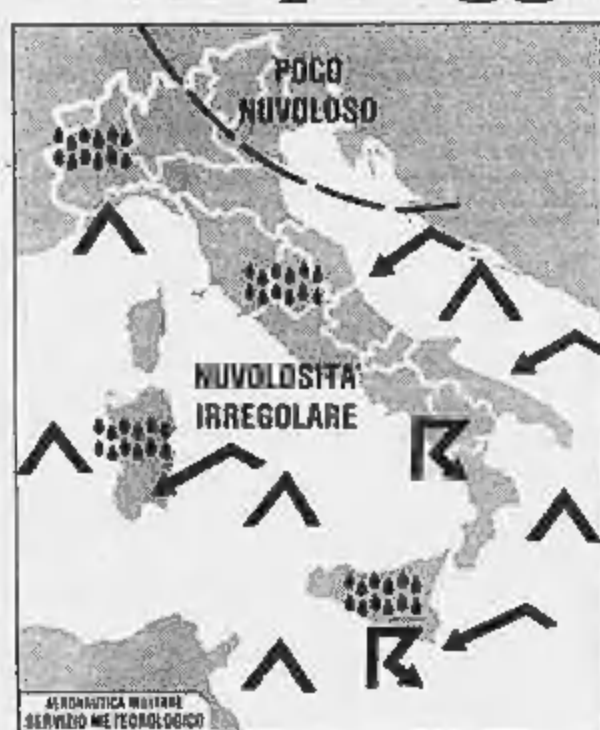 POCO
NUVOLOSO
NUVOLOSITA'
IRREGOLARE
AERONAUTICA MILITARE
SERVIZIO METEOROLOGICO